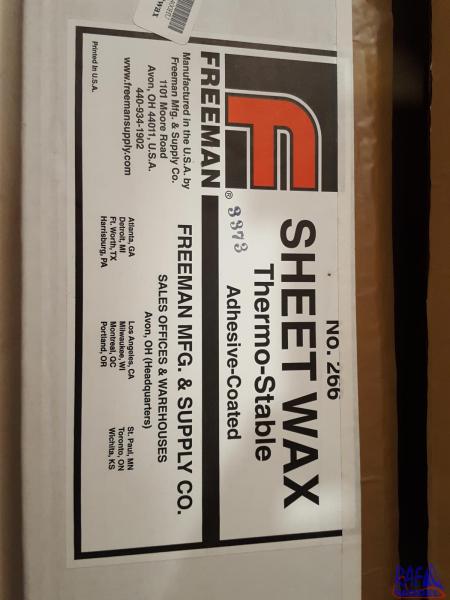 No. 266
SHEET WAX
Thermo-Stable
Adhesive-Coated
F
FREEMAN®
3373
Manufactured in the U.S.A. by
Freeman Mfg. & Supply Co.
1101 Moore Road
Avon, OH 44011, U.S.A.
440-934-1902
www.freemansupply.com
Printed in U.S.A.
FREEMAN MFG. & SUPPLY CO.
SALES OFFICES & WAREHOUSES
Avon, OH (Headquarters)
Atlanta, GA
Detroit, MI
Ft. Worth, TX
Harrisburg, PA
Los Angeles, CA
Milwaukee, WI
Montreal, QC
Portland, OR
St. Paul, MN
Toronto, ON
Wichita, KS
wax